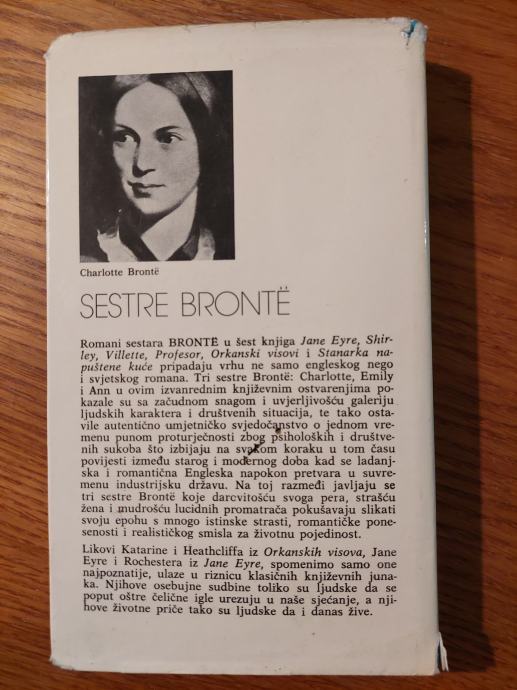 Charlotte Brontë
SESTRE BRONTË
Romani sestara BRONTË u šest knjiga Jane Eyre, Shir-
ley, Villette, Profesor, Orkanski visovi i Stanarka na-
puštene kuće pripadaju vrhu ne samo engleskog nego
i svjetskog romana. Tri sestre Brontë: Charlotte, Emily
i Ann u ovim izvanrednim književnim ostvarenjima po-
kazale su sa začudnom snagom i uvjerljivošću galeriju
ljudskih karaktera i društvenih situacija, te tako osta-
vile autentično umjetničko svjedočanstvo o jednom vre-
menu punom proturječnosti zbog psiholoških i društve-
nih sukoba što izbijaju na svakom koraku u tom času
povijesti između starog i modernog doba kad se ladanj-
ska i romantična Engleska napokon pretvara u suvre-
menu industrijsku državu. Na toj razmeđi javljaju se
tri sestre Brontë koje darovitošću svoga pera, strašću
žena i mudrošću lucidnih promatrača pokušavaju slikati
svoju epohu s mnogo istinske strasti, romantičke pone-
senosti i realističkog smisla za životnu pojedinost.
Likovi Katarine i Heathcliffa iz Orkanskih visova, Jane
Eyre i Rochestera iz Jane Eyre, spomenimo samo one
najpoznatije, ulaze u riznicu klasičnih književnih juna-
ka. Njihove osebujne sudbine toliko su ljudske da se
poput oštre čelične igle urezuju u naše sjećanje, a nji-
hove životne priče tako su ljudske da i danas žive.